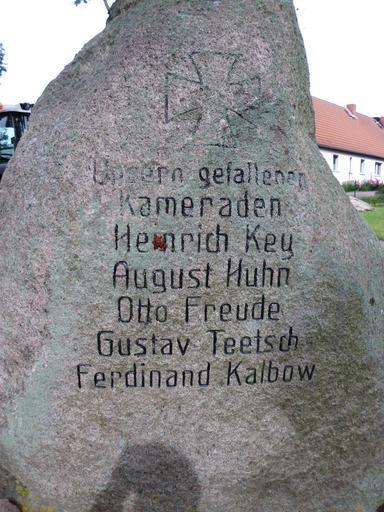 Unsern gefallenen
Kameraden
Heinrich Key
August Huhn
Otto Freude
Gustav Teetsch
Ferdinand Kalbow